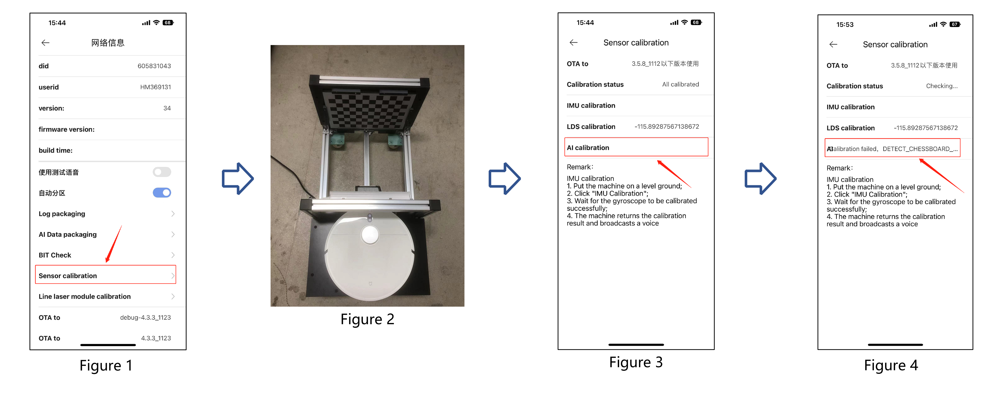 15:44
68
网络信息
did 605831043
userid HM369131
version: 34
firmware version:
build time:
使用测试语音
自动分区
Log packaging
AI Data packaging
BIT Check
Sensor calibration
Line laser module calibration
OTA to debug-4.3.3_1123
OTA to 4.3.3_1123
Figure 1
Figure 2
15:44
68
Sensor calibration
OTA to 3.5.8_1112以下版本使用
Calibration status All calibrated
IMU calibration
LDS calibration -115.89287567138672
AI calibration
Remark：
IMU calibration
1. Put the machine on a level ground;
2. Click "IMU Calibration";
3. Wait for the gyroscope to be calibrated
successfully;
4. The machine returns the calibration
result and broadcasts a voice
Figure 3
15:53
67
Sensor calibration
OTA to 3.5.8_1112以下版本使用
Calibration status Checking...
IMU calibration
LDS calibration -115.89287567138672
AI Calibration failed，DETECT_CHESSBOARD_...
Remark：
IMU calibration
1. Put the machine on a level ground;
2. Click "IMU Calibration";
3. Wait for the gyroscope to be calibrated
successfully;
4. The machine returns the calibration
result and broadcasts a voice
Figure 4